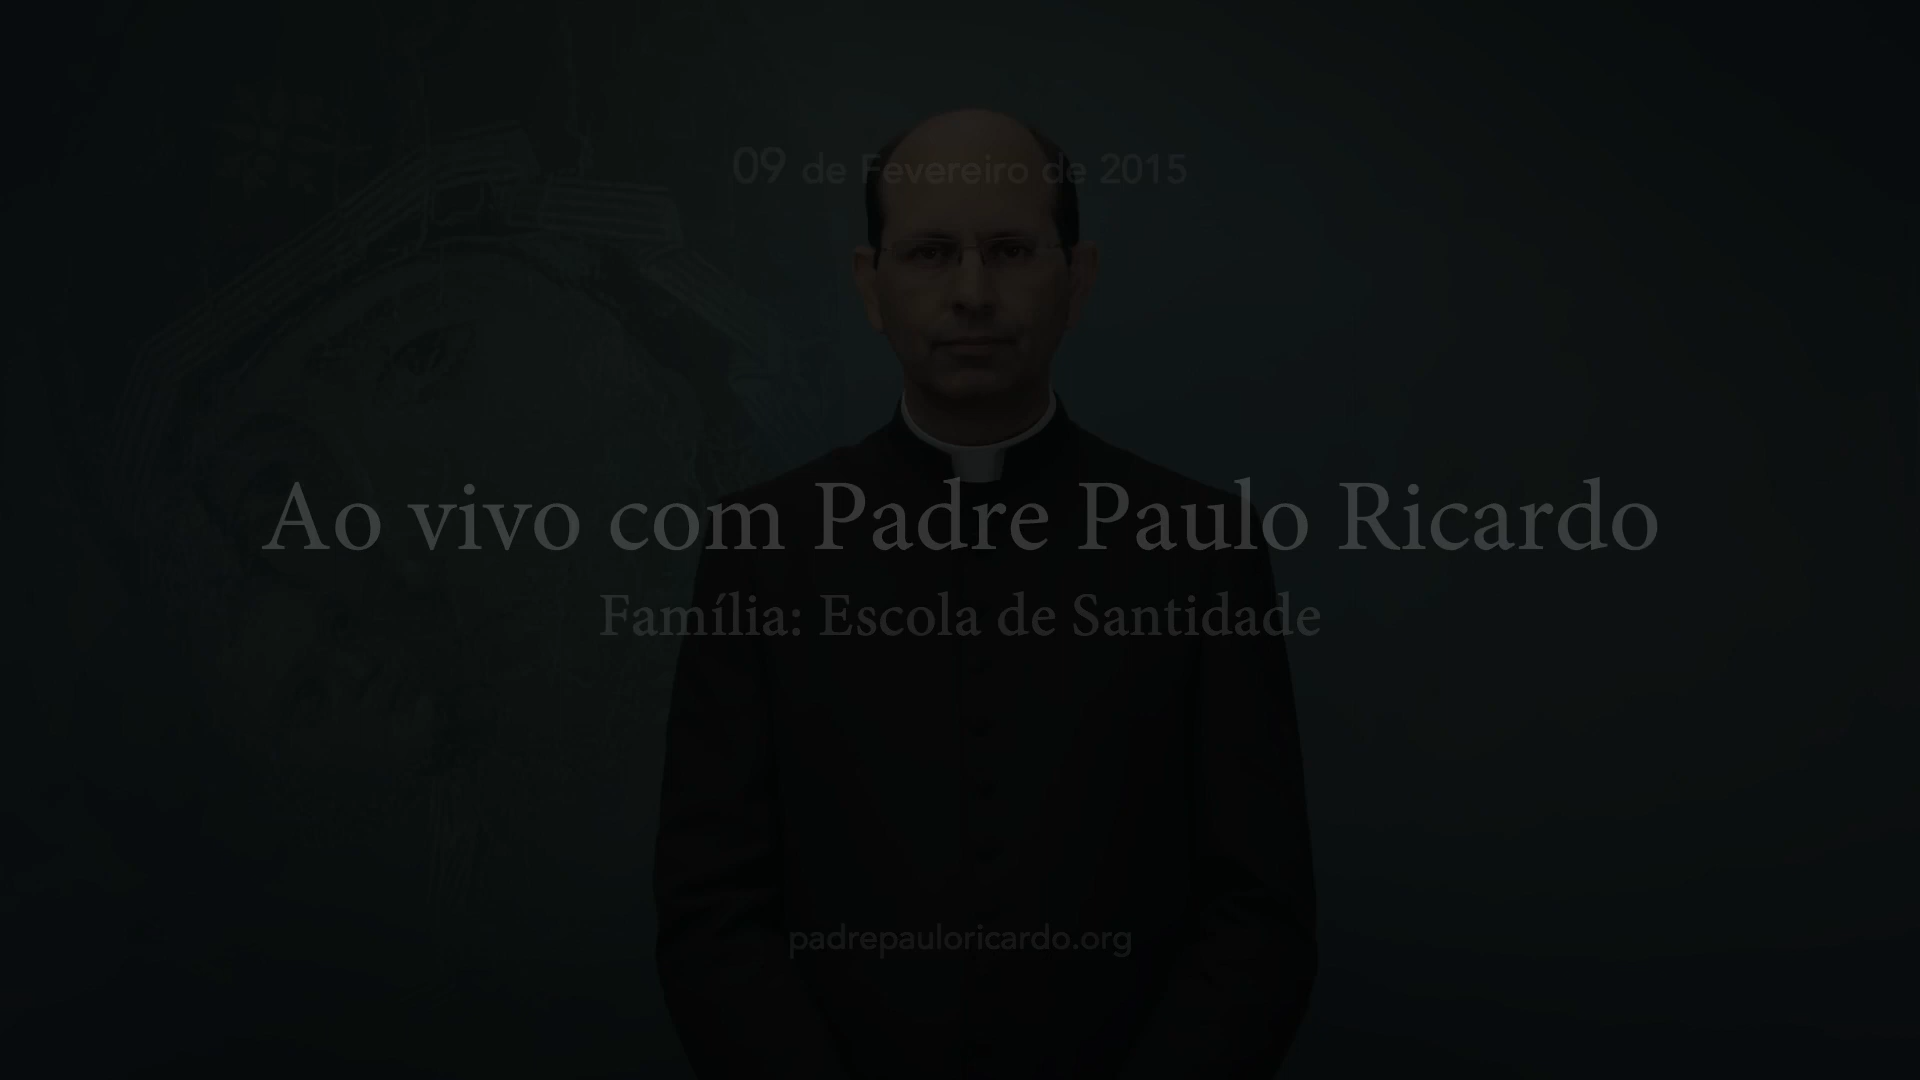 09 de Fevereiro de 2015
Ao vivo com Padre Paulo Ricardo
Família: Escola de Santidade
padrepauloricardo.org